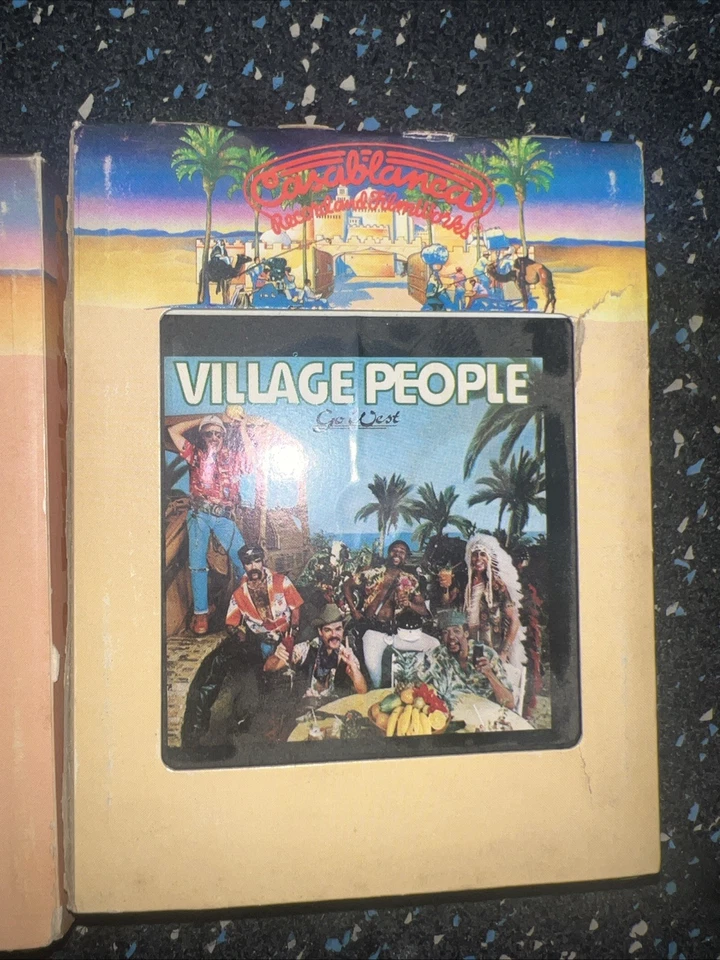 Casablanca
Record and FilmWorks
VILLAGE PEOPLE
Go West